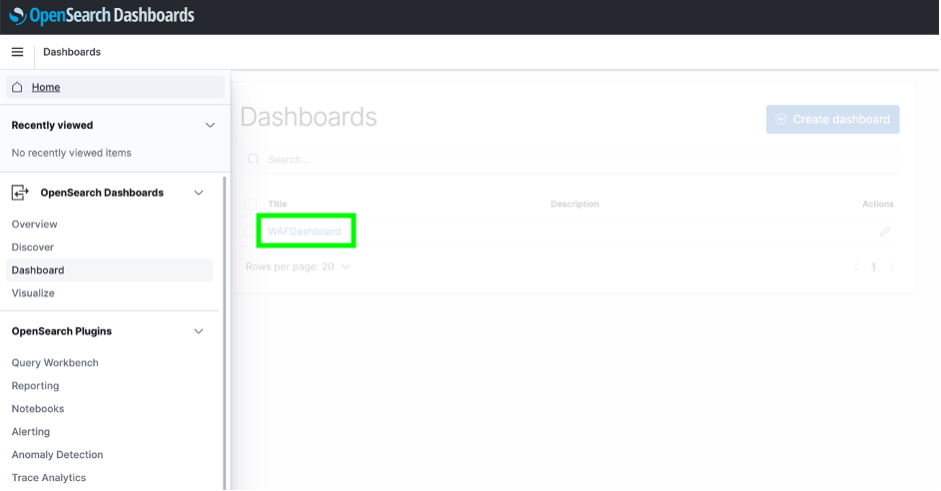 OpenSearch Dashboards
Dashboards
Home
Recently viewed
No recently viewed items
OpenSearch Dashboards
Overview
Discover
Dashboard
Visualize
OpenSearch Plugins
Query Workbench
Reporting
Notebooks
Alerting
Anomaly Detection
Trace Analytics
Dashboards
Create dashboard
Search...
Title Description Actions
WAFDashboard
Rows per page: 20
1